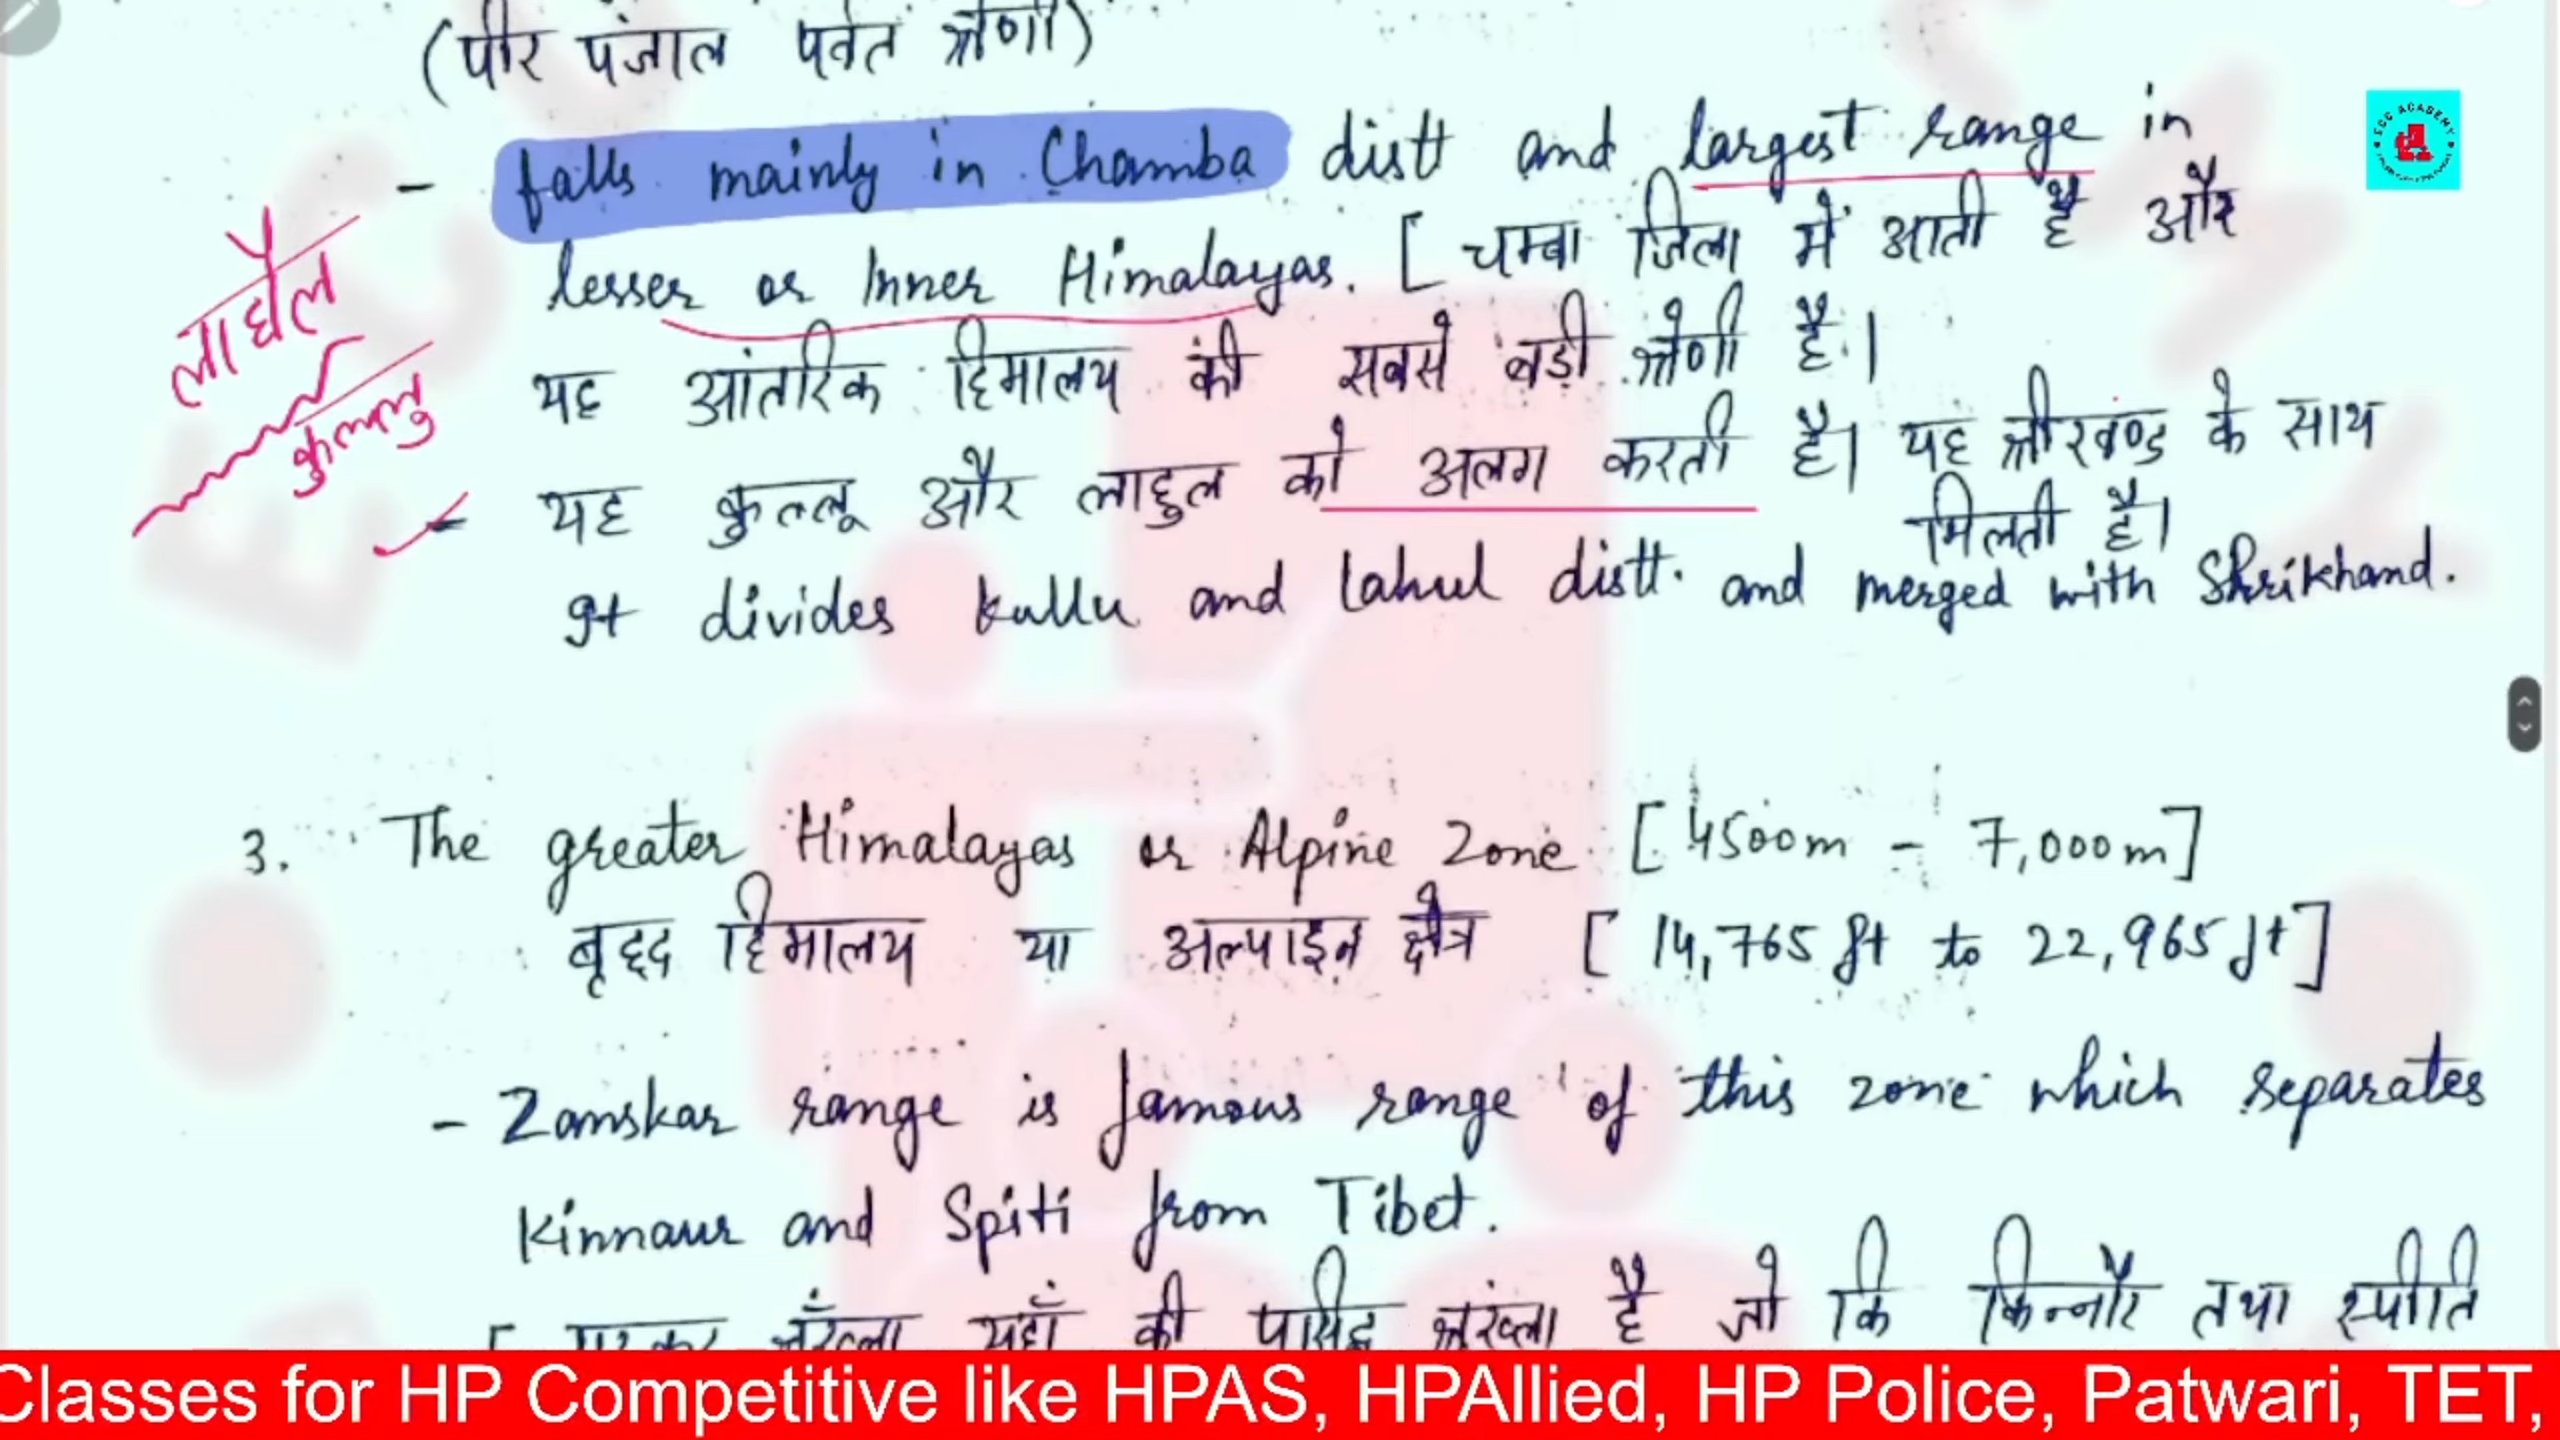 (पीर पंजाल पर्वत श्रेणी)
- falls mainly in Chamba distt and largest range in
lesser or Inner Himalayas. [ चम्बा जिला में आती है और
यह आंतरिक हिमालय की सबसे बड़ी श्रेणी है।
- यह कुल्लू और लाहुल को अलग करती है। यह श्रीखण्ड के साथ
मिलती है।
It divides kullu and Lahul distt. and merged with Shrikhand.
कुल्लु
3. The greater Himalayas or Alpine Zone [4500m - 7,000m]
बृहद हिमालय या अल्पाइन क्षेत्र [ 14,765 ft to 22,965 ft]
- Zanskar range is famous range of this zone which separates
Kinnaur and Spiti from Tibet.
यहाँ की है जो कि किन्नौर तथा स्पीति
ECC ACADEMY
Classes for HP Competitive like HPAS, HPAllied, HP Police, Patwari, TET,